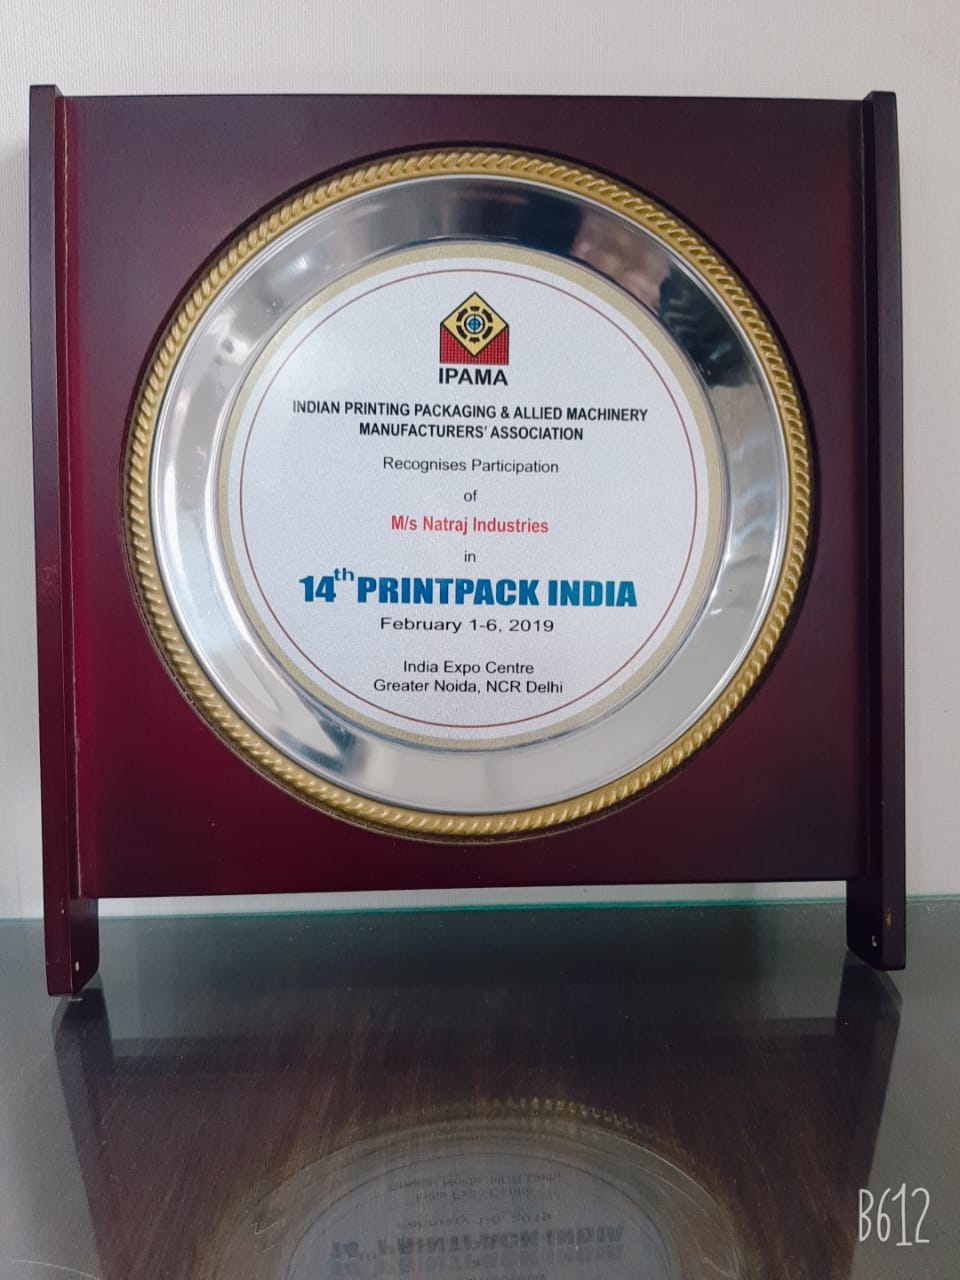 IPAMA
INDIAN PRINTING PACKAGING & ALLIED MACHINERY
MANUFACTURERS' ASSOCIATION
Recognises Participation
of
M/s Natraj Industries
in
14th PRINTPACK INDIA
February 1-6, 2019
India Expo Centre
Greater Noida, NCR Delhi
B612